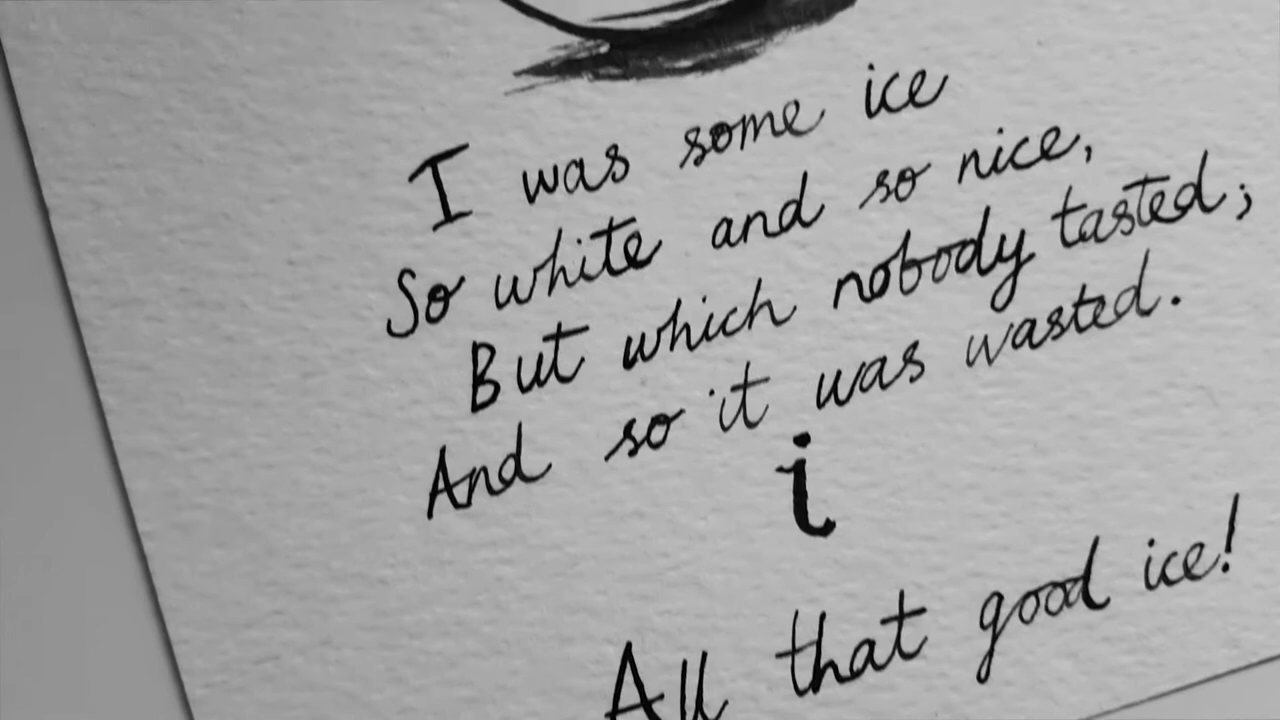 I was some ice
So white and so nice,
But which nobody tasted;
And so it was wasted.
i
All that good ice!